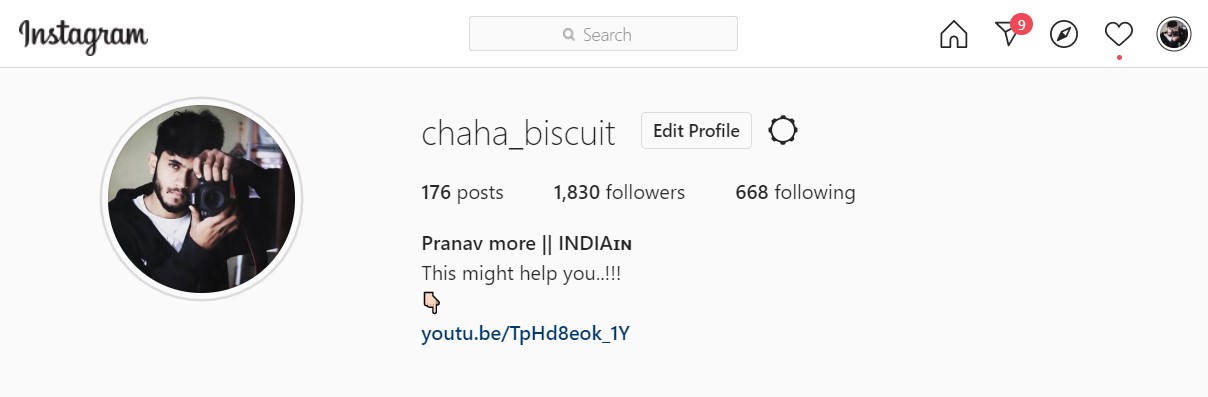 Instagram
Search
9
chaha_biscuit Edit Profile
176 posts 1,830 followers 668 following
Pranav more || INDIAɪɴ
This might help you..!!!
👇🏻
youtu.be/TpHd8eok_1Y